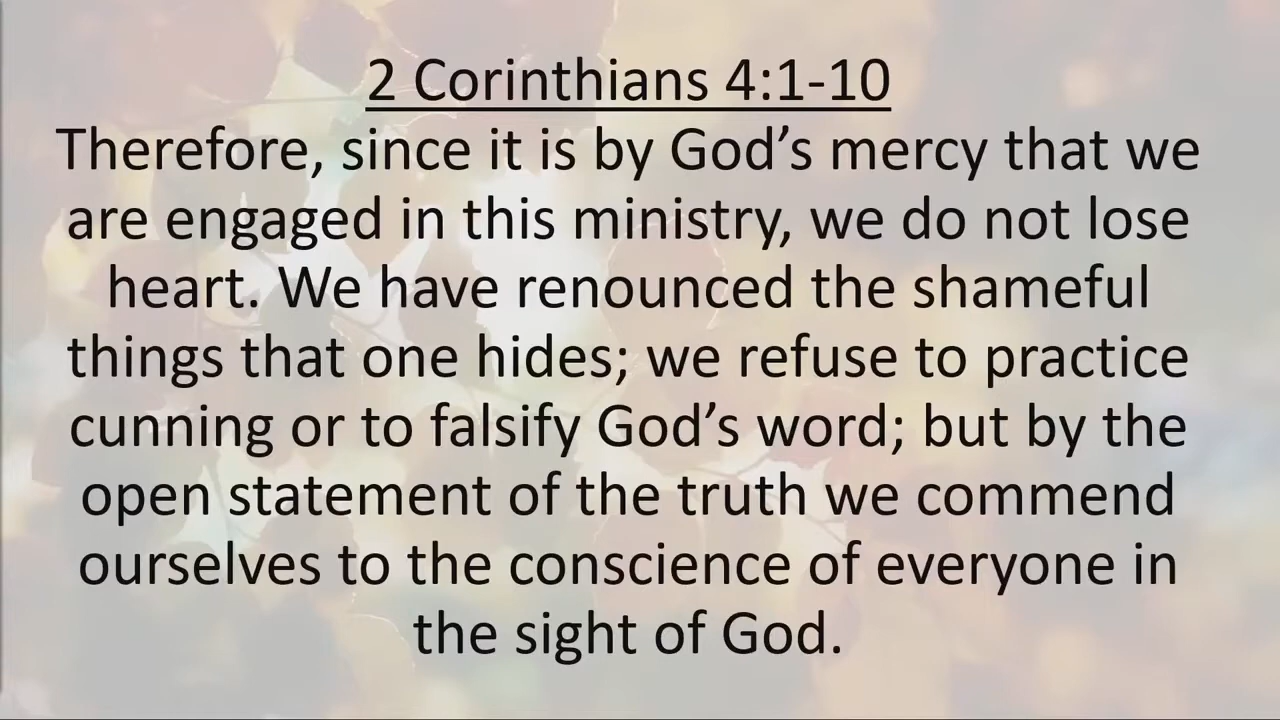 2 Corinthians 4:1-10
Therefore, since it is by God’s mercy that we
are engaged in this ministry, we do not lose
heart. We have renounced the shameful
things that one hides; we refuse to practice
cunning or to falsify God’s word; but by the
open statement of the truth we commend
ourselves to the conscience of everyone in
the sight of God.